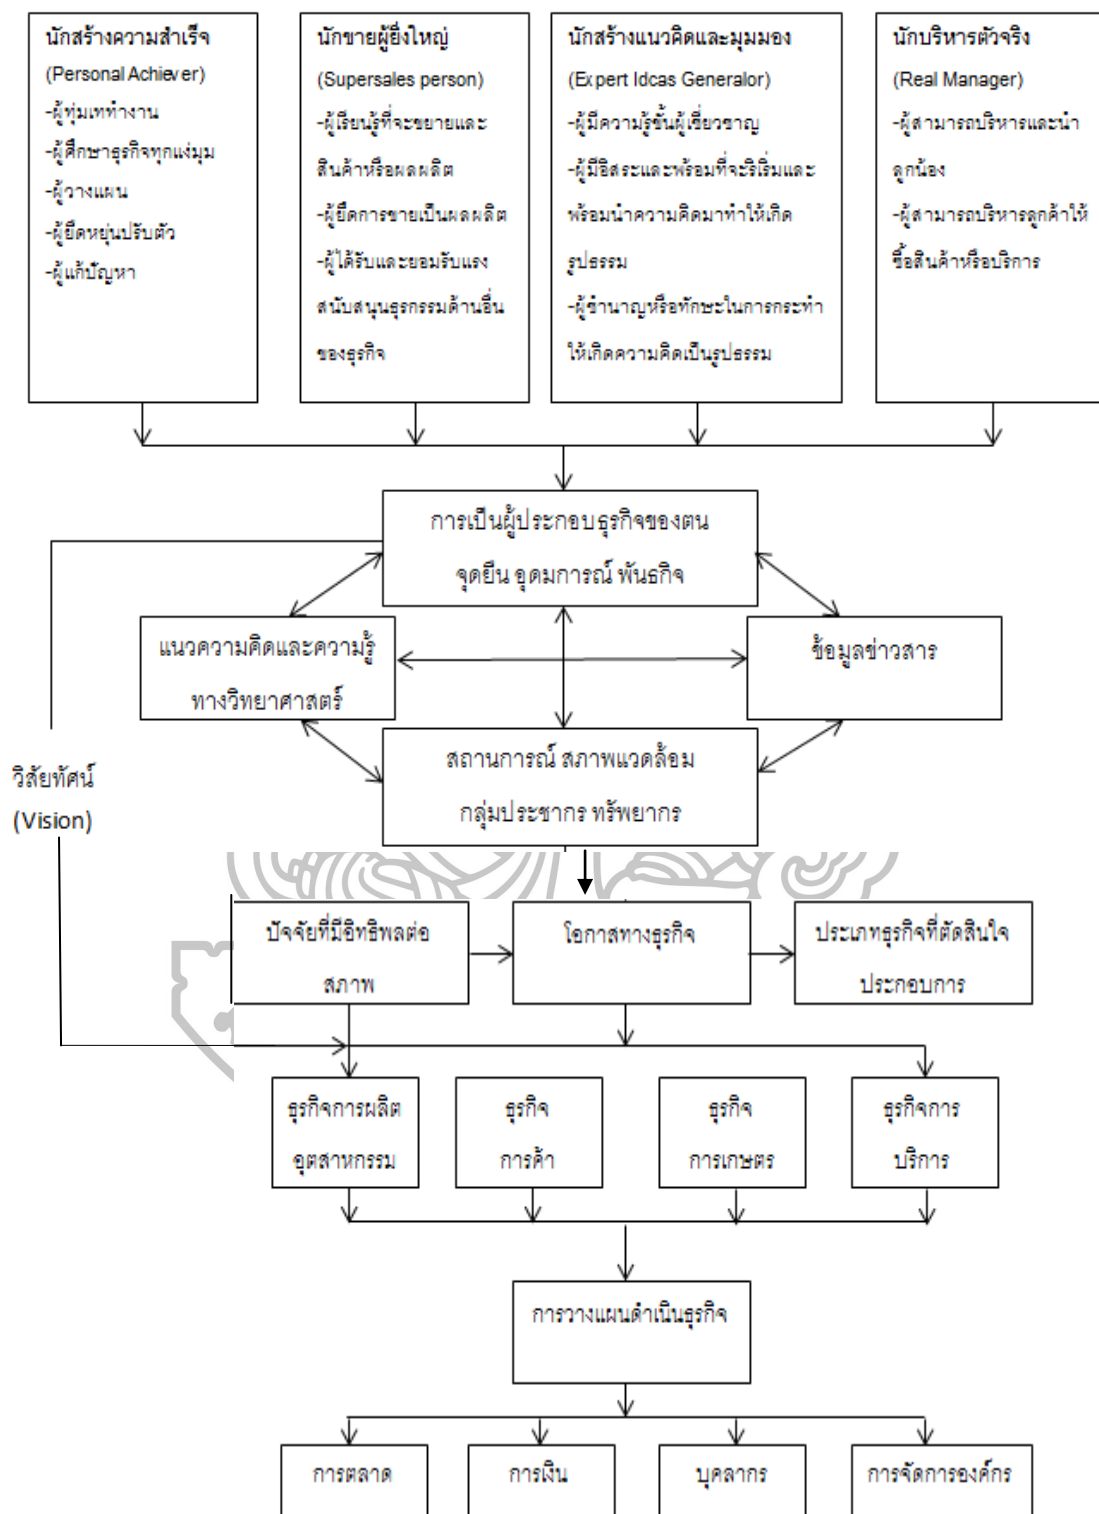 นักสร้างความสำเร็จ
(Personal Achiever)
-ผู้ทุ่มเททำงาน
-ผู้ศึกษาธุรกิจทุกแง่มุม
-ผู้วางแผน
-ผู้ยืดหยุ่นปรับตัว
-ผู้แก้ปัญหา
นักขายผู้ยิ่งใหญ่
(Supersales person)
-ผู้เรียนรู้ที่จะขยายและ
สินค้าหรือผลผลิต
-ผู้ยึดการขายเป็นผลผลิต
-ผู้ได้รับและยอมรับแรง
สนับสนุนธุรกรรมด้านอื่น
ของธุรกิจ
นักสร้างแนวคิดและมุมมอง
(Expert Idcas Generalor)
-ผู้มีความรู้ขั้นผู้เชี่ยวชาญ
-ผู้มีอิสระและพร้อมที่จะริเริ่มและ
พร้อมนำความคิดมาทำให้เกิด
รูปธรรม
-ผู้ชำนาญหรือทักษะในการกระทำ
ให้เกิดความคิดเป็นรูปธรรม
นักบริหารตัวจริง
(Real Manager)
-ผู้สามารถบริหารและนำ
ลูกน้อง
-ผู้สามารถบริหารลูกค้าให้
ซื้อสินค้าหรือบริการ
การเป็นผู้ประกอบธุรกิจของตน
จุดยืน อุดมการณ์ พันธกิจ
แนวความคิดและความรู้
ทางวิทยาศาสตร์
ข้อมูลข่าวสาร
สถานการณ์ สภาพแวดล้อม
กลุ่มประชากร ทรัพยากร
วิสัยทัศน์
(Vision)
ปัจจัยที่มีอิทธิพลต่อ
สภาพ
โอกาสทางธุรกิจ
ประเภทธุรกิจที่ตัดสินใจ
ประกอบการ
ธุรกิจการผลิต
อุตสาหกรรม
ธุรกิจ
การค้า
ธุรกิจ
การเกษตร
ธุรกิจการ
บริการ
การวางแผนดำเนินธุรกิจ
การตลาด
การเงิน
บุคลากร
การจัดการองค์กร